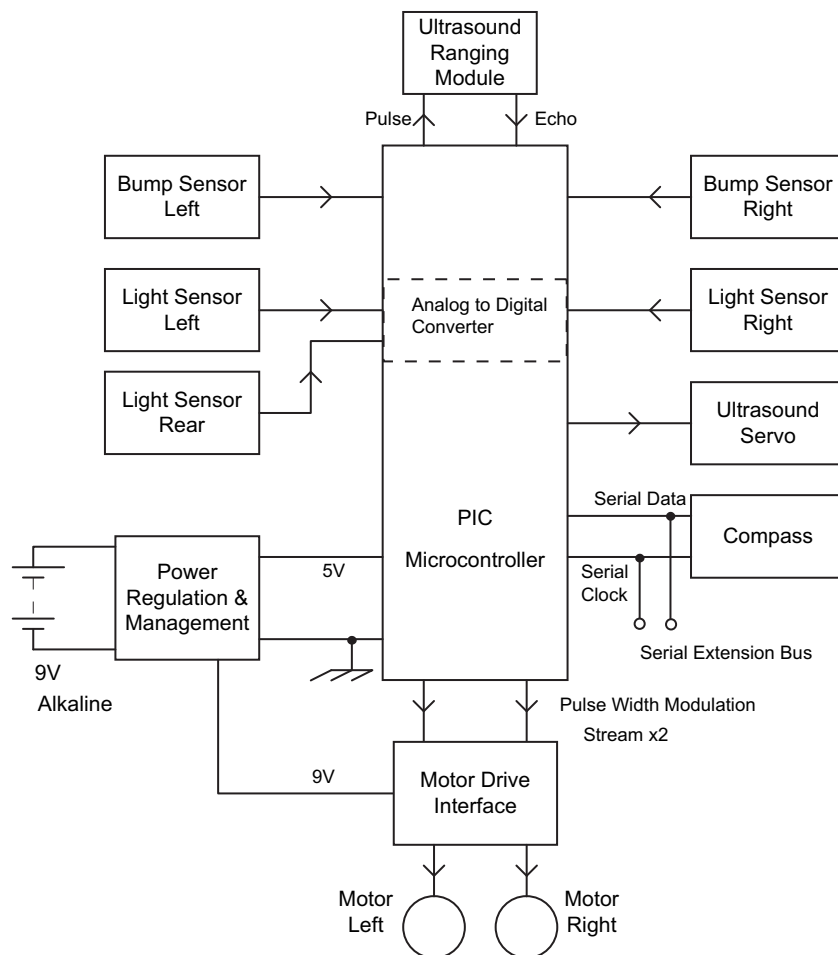 Ultrasound
Ranging
Module
Pulse
Echo
Bump Sensor
Left
Bump Sensor
Right
Light Sensor
Left
Analog to Digital
Converter
Light Sensor
Right
Light Sensor
Rear
Ultrasound
Servo
PIC
Microcontroller
Serial Data
Compass
Serial
Clock
Serial Extension Bus
Power
Regulation &
Management
5V
9V
Alkaline
Pulse Width Modulation
Stream x2
9V
Motor Drive
Interface
Motor
Left
Motor
Right